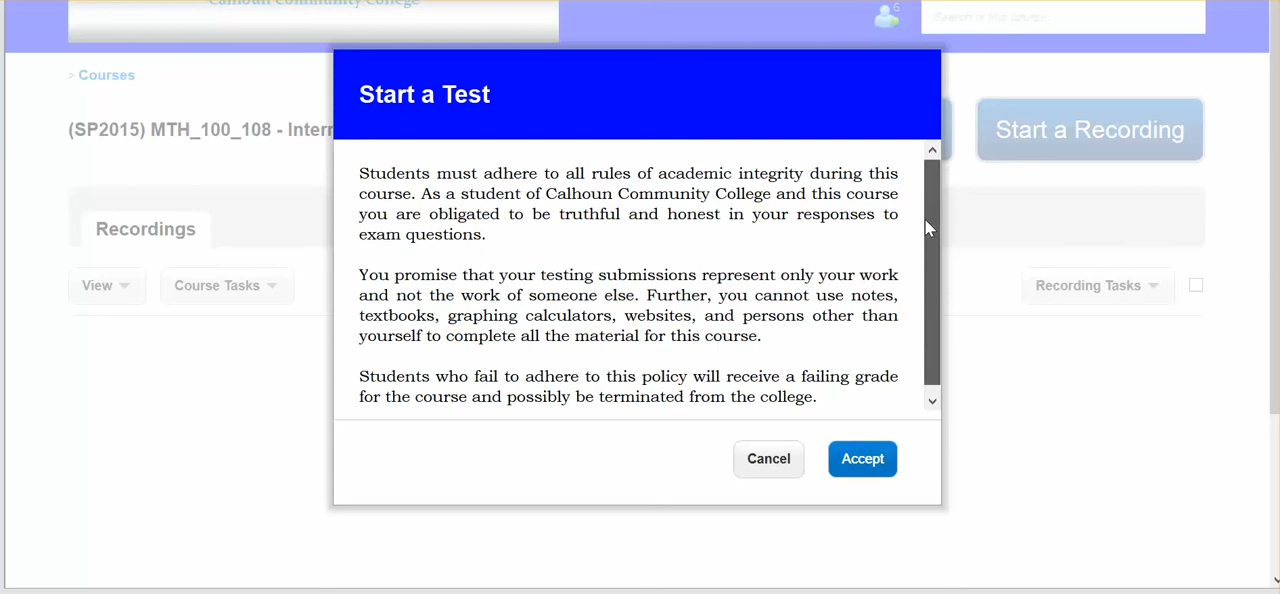 Calhoun Community College
6
> Courses
Start a Test
(SP2015) MTH_100_108 - Interr
Start a Recording
Students must adhere to all rules of academic integrity during this
course. As a student of Calhoun Community College and this course
you are obligated to be truthful and honest in your responses to
exam questions.
You promise that your testing submissions represent only your work
and not the work of someone else. Further, you cannot use notes,
textbooks, graphing calculators, websites, and persons other than
yourself to complete all the material for this course.
Students who fail to adhere to this policy will receive a failing grade
for the course and possibly be terminated from the college.
Recordings
View
Course Tasks
Recording Tasks
Cancel
Accept